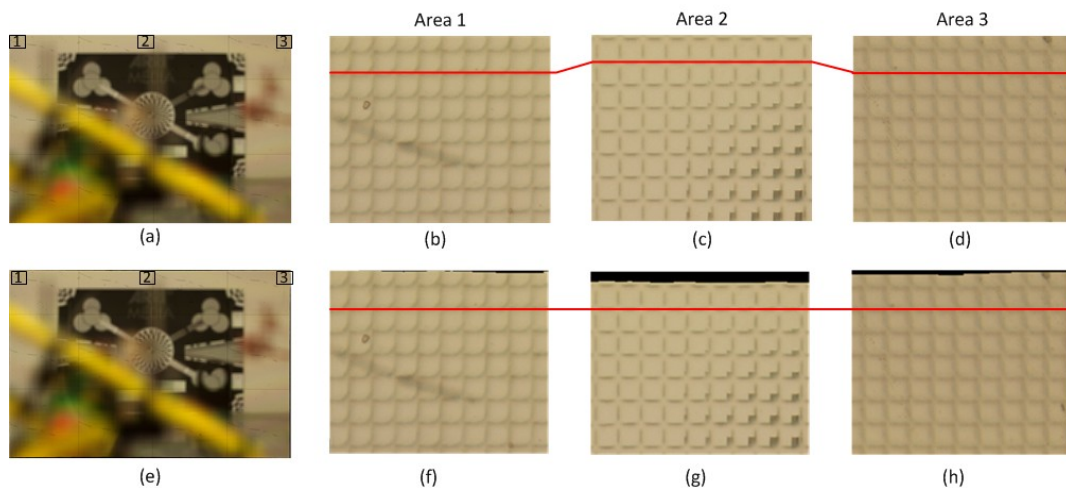 Area 1 Area 2 Area 3
1 2 3
(a) (b) (c) (d)
1 2 3
(e) (f) (g) (h)